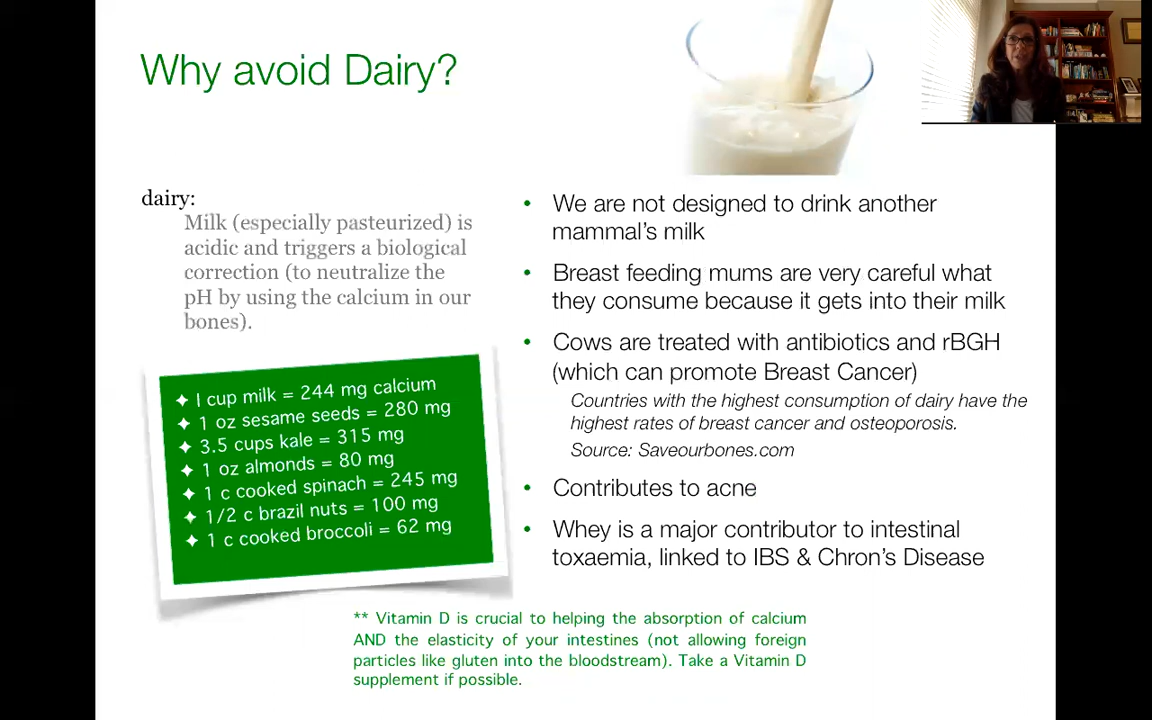 Why avoid Dairy?
dairy:
Milk (especially pasteurized) is
acidic and triggers a biological
correction (to neutralize the
pH by using the calcium in our
bones).
✦ I cup milk = 244 mg calcium
✦ 1 oz sesame seeds = 280 mg
✦ 3.5 cups kale = 315 mg
✦ 1 oz almonds = 80 mg
✦ 1 c cooked spinach = 245 mg
✦ 1/2 c brazil nuts = 100 mg
✦ 1 c cooked broccoli = 62 mg
• We are not designed to drink another
mammal's milk
• Breast feeding mums are very careful what
they consume because it gets into their milk
• Cows are treated with antibiotics and rBGH
(which can promote Breast Cancer)
Countries with the highest consumption of dairy have the
highest rates of breast cancer and osteoporosis.
Source: Saveourbones.com
• Contributes to acne
• Whey is a major contributor to intestinal
toxaemia, linked to IBS & Chron's Disease
** Vitamin D is crucial to helping the absorption of calcium
AND the elasticity of your intestines (not allowing foreign
particles like gluten into the bloodstream). Take a Vitamin D
supplement if possible.